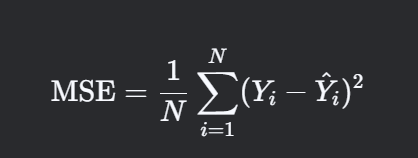 MSE = \frac{1}{N} \sum_{i=1}^{N} (Y_i - \hat{Y}_i)^2